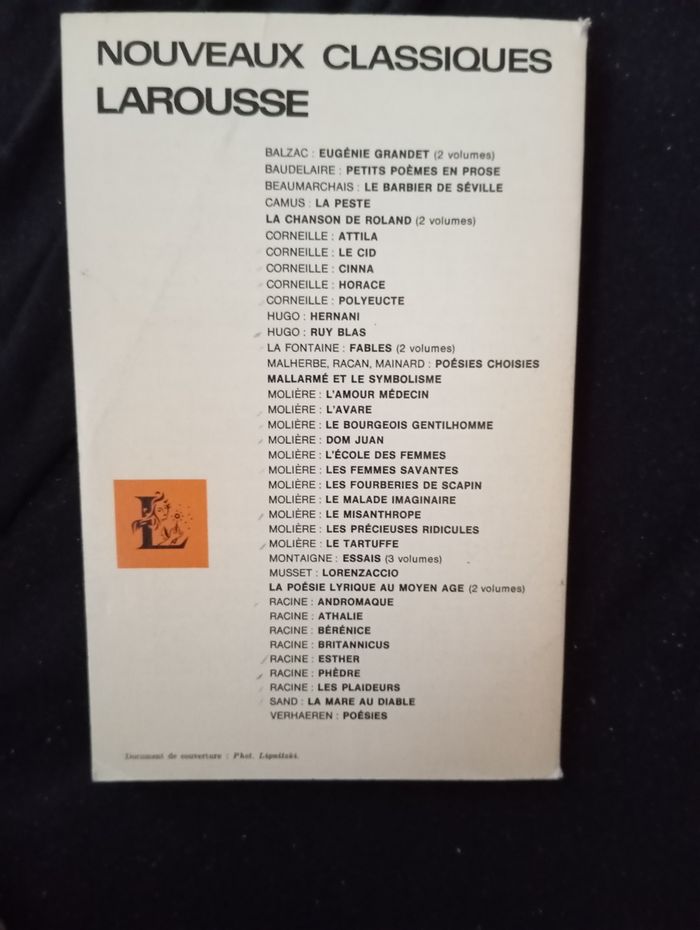 NOUVEAUX CLASSIQUES
LAROUSSE
BALZAC : EUGÉNIE GRANDET (2 volumes)
BAUDELAIRE : PETITS POÈMES EN PROSE
BEAUMARCHAIS : LE BARBIER DE SÉVILLE
CAMUS : LA PESTE
LA CHANSON DE ROLAND (2 volumes)
CORNEILLE : ATTILA
CORNEILLE : LE CID
CORNEILLE : CINNA
CORNEILLE : HORACE
CORNEILLE : POLYEUCTE
HUGO : HERNANI
HUGO : RUY BLAS
LA FONTAINE : FABLES (2 volumes)
MALHERBE, RACAN, MAINARD : POÉSIES CHOISIES
MALLARMÉ ET LE SYMBOLISME
MOLIÈRE : L'AMOUR MÉDECIN
MOLIÈRE : L'AVARE
MOLIÈRE : LE BOURGEOIS GENTILHOMME
MOLIÈRE : DOM JUAN
MOLIÈRE : L'ÉCOLE DES FEMMES
MOLIÈRE : LES FEMMES SAVANTES
MOLIÈRE : LES FOURBERIES DE SCAPIN
MOLIÈRE : LE MALADE IMAGINAIRE
MOLIÈRE : LE MISANTHROPE
MOLIÈRE : LES PRÉCIEUSES RIDICULES
MOLIÈRE : LE TARTUFFE
MONTAIGNE : ESSAIS (3 volumes)
MUSSET : LORENZACCIO
LA POÉSIE LYRIQUE AU MOYEN AGE (2 volumes)
RACINE : ANDROMAQUE
RACINE : ATHALIE
RACINE : BÉRÉNICE
RACINE : BRITANNICUS
RACINE : ESTHER
RACINE : PHÈDRE
RACINE : LES PLAIDEURS
SAND : LA MARE AU DIABLE
VERHAEREN : POÉSIES
L
Document de couverture : Phot. Lipnitzki.